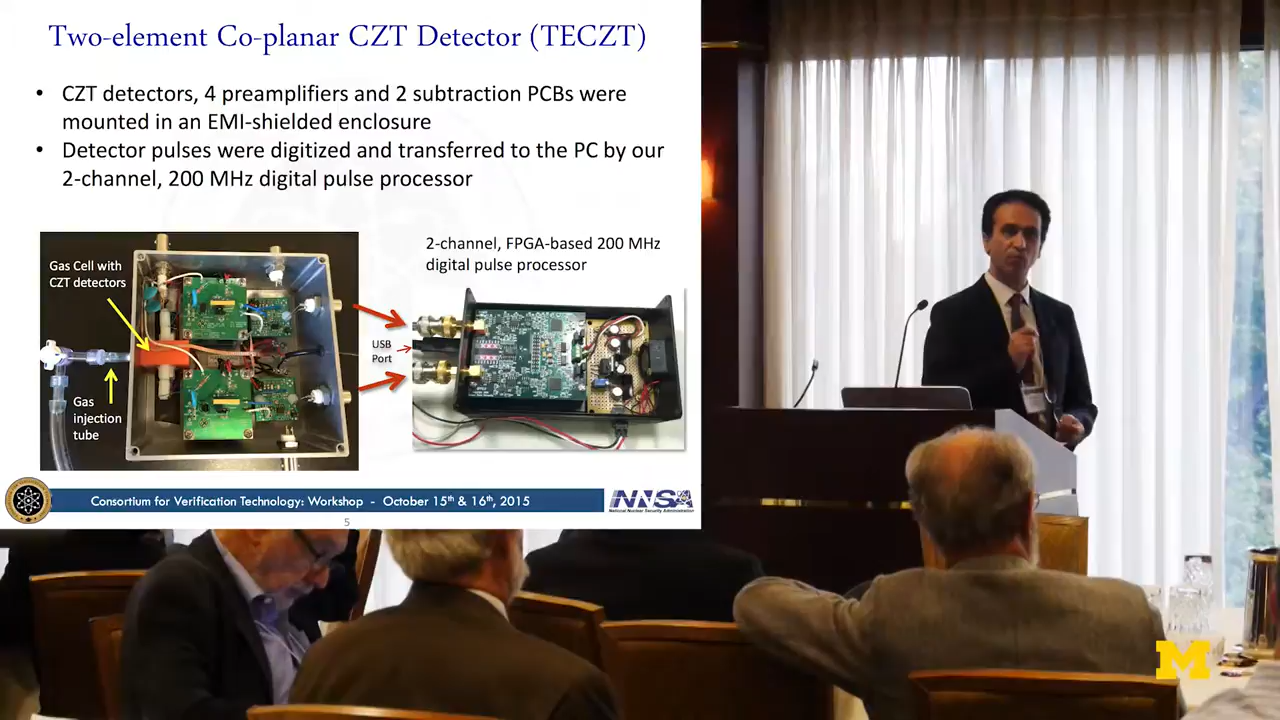 Two-element Co-planar CZT Detector (TECZT)
• CZT detectors, 4 preamplifiers and 2 subtraction PCBs were
mounted in an EMI-shielded enclosure
• Detector pulses were digitized and transferred to the PC by our
2-channel, 200 MHz digital pulse processor
2-channel, FPGA-based 200 MHz
digital pulse processor
Gas Cell with
CZT detectors
USB
Port
Gas
injection
tube
Consortium for Verification Technology: Workshop - October 15th & 16th, 2015
NNSA
National Nuclear Security Administration
5
M